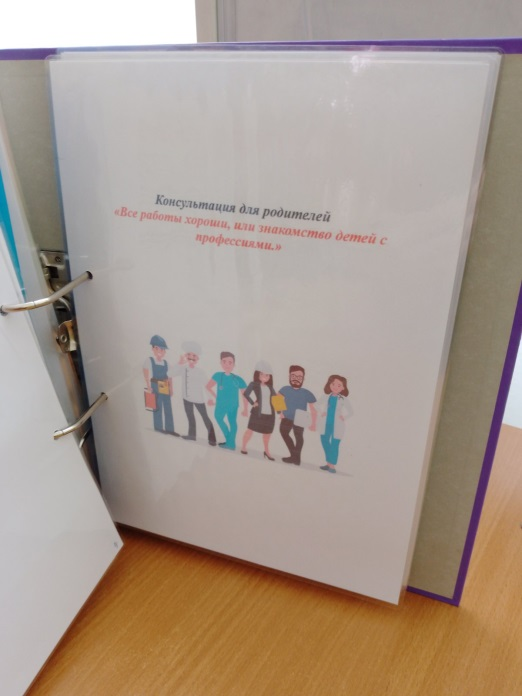 Консультация для родителей
«Все работы хороши, или знакомство детей с
профессиями.»